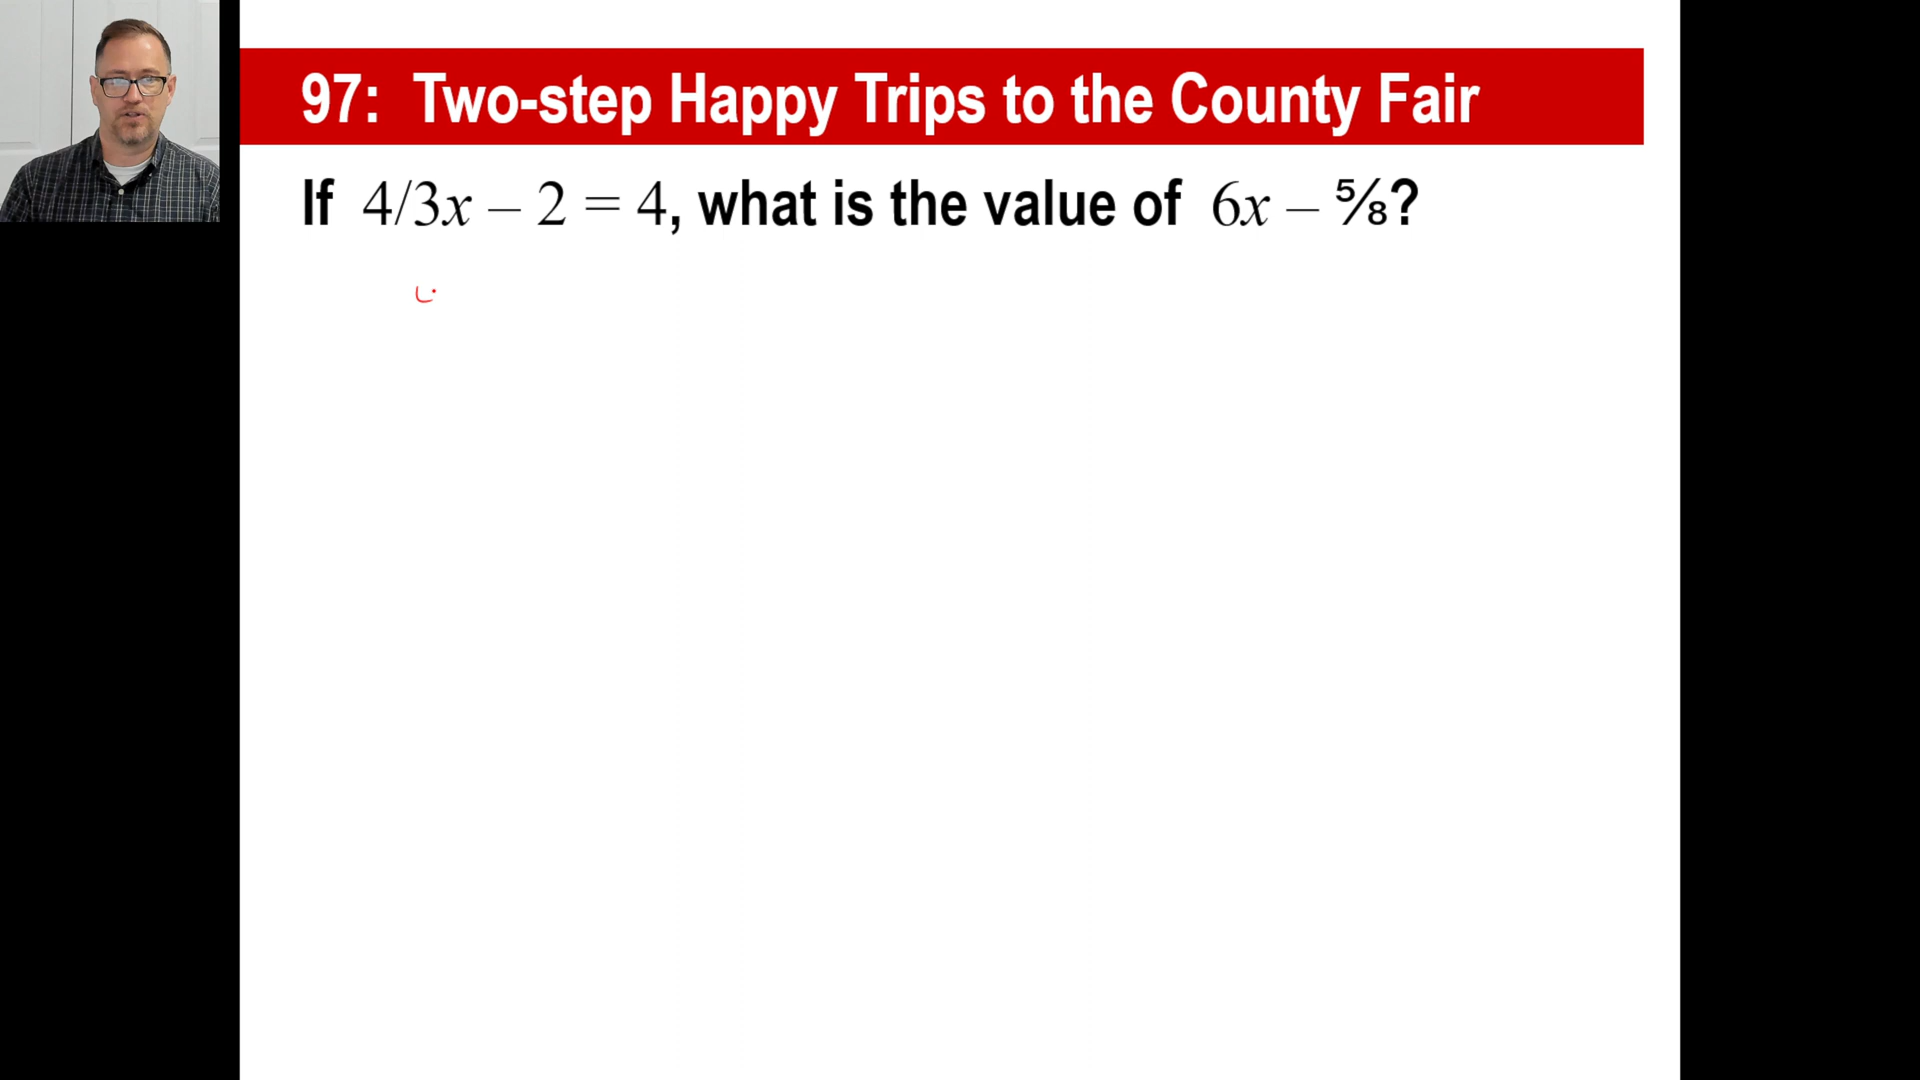 97: Two-step Happy Trips to the County Fair
If 4/3x – 2 = 4, what is the value of 6x – ⅝?